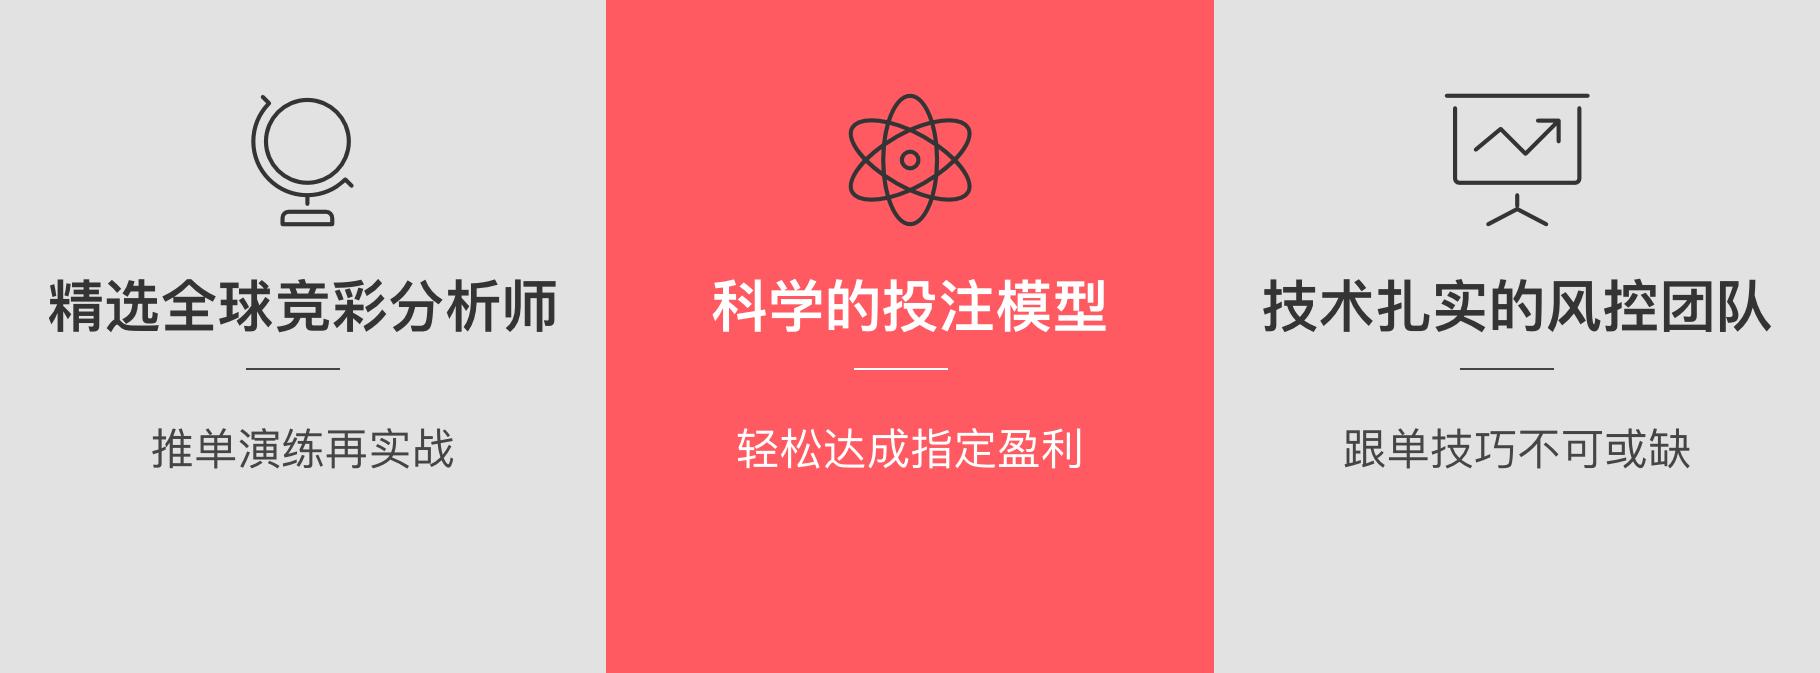 精选全球竞彩分析师
推单演练再实战
科学的投注模型
轻松达成指定盈利
技术扎实的风控团队
跟单技巧不可或缺